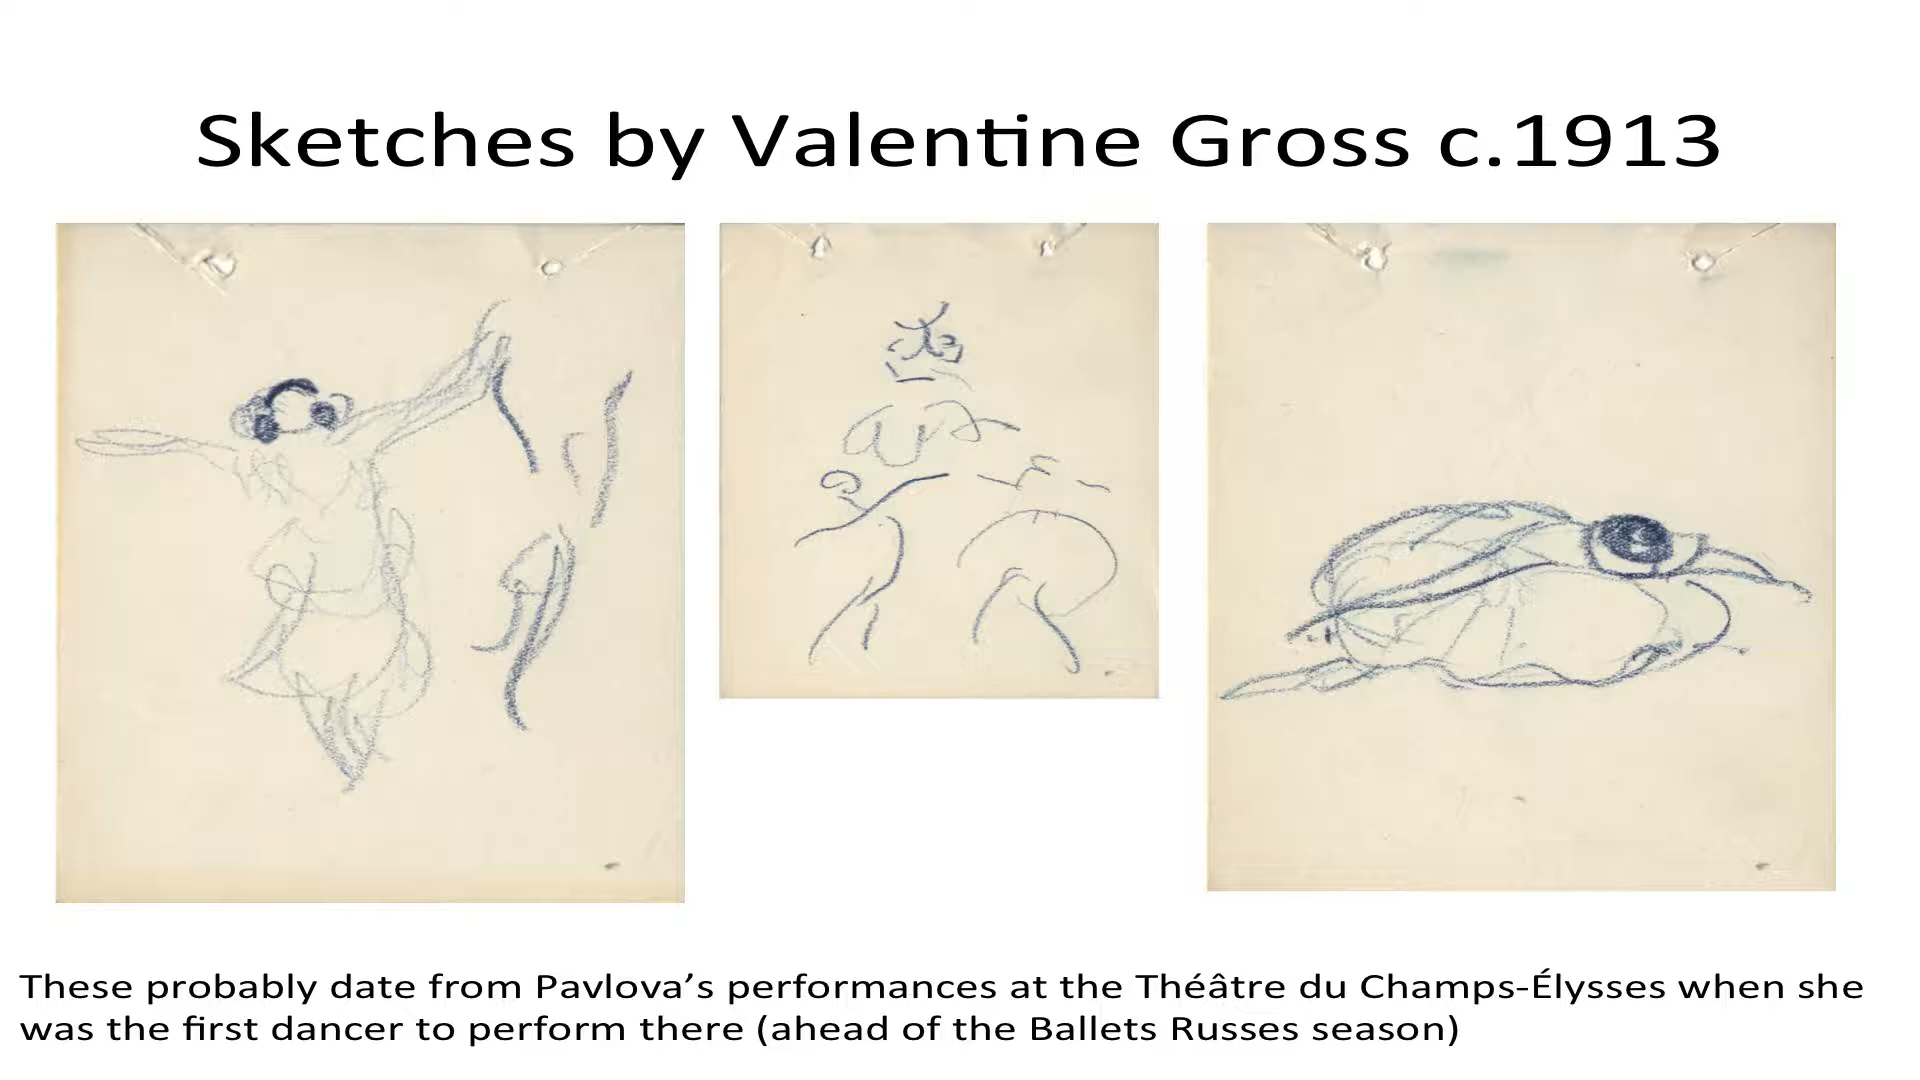 Sketches by Valentine Gross c.1913
These probably date from Pavlova’s performances at the Théâtre du Champs-Élysses when she
was the first dancer to perform there (ahead of the Ballets Russes season)